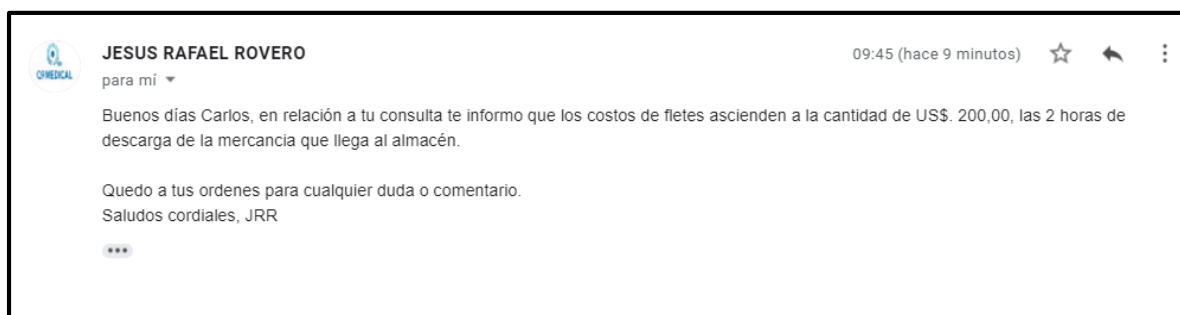 JESUS RAFAEL ROVERO
09:45 (hace 9 minutos)
para mí
Buenos días Carlos, en relación a tu consulta te informo que los costos de fletes ascienden a la cantidad de US$. 200,00, las 2 horas de
descarga de la mercancia que llega al almacén.
Quedo a tus ordenes para cualquier duda o comentario.
Saludos cordiales, JRR